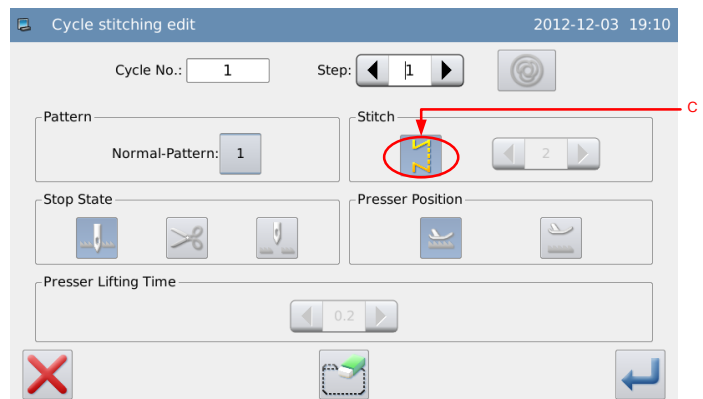 Cycle stitching edit 2012-12-03 19:10
Cycle No.: 1 Step: 1
C
Pattern Stitch
Normal-Pattern: 1 2
Stop State Presser Position
Presser Lifting Time
0.2